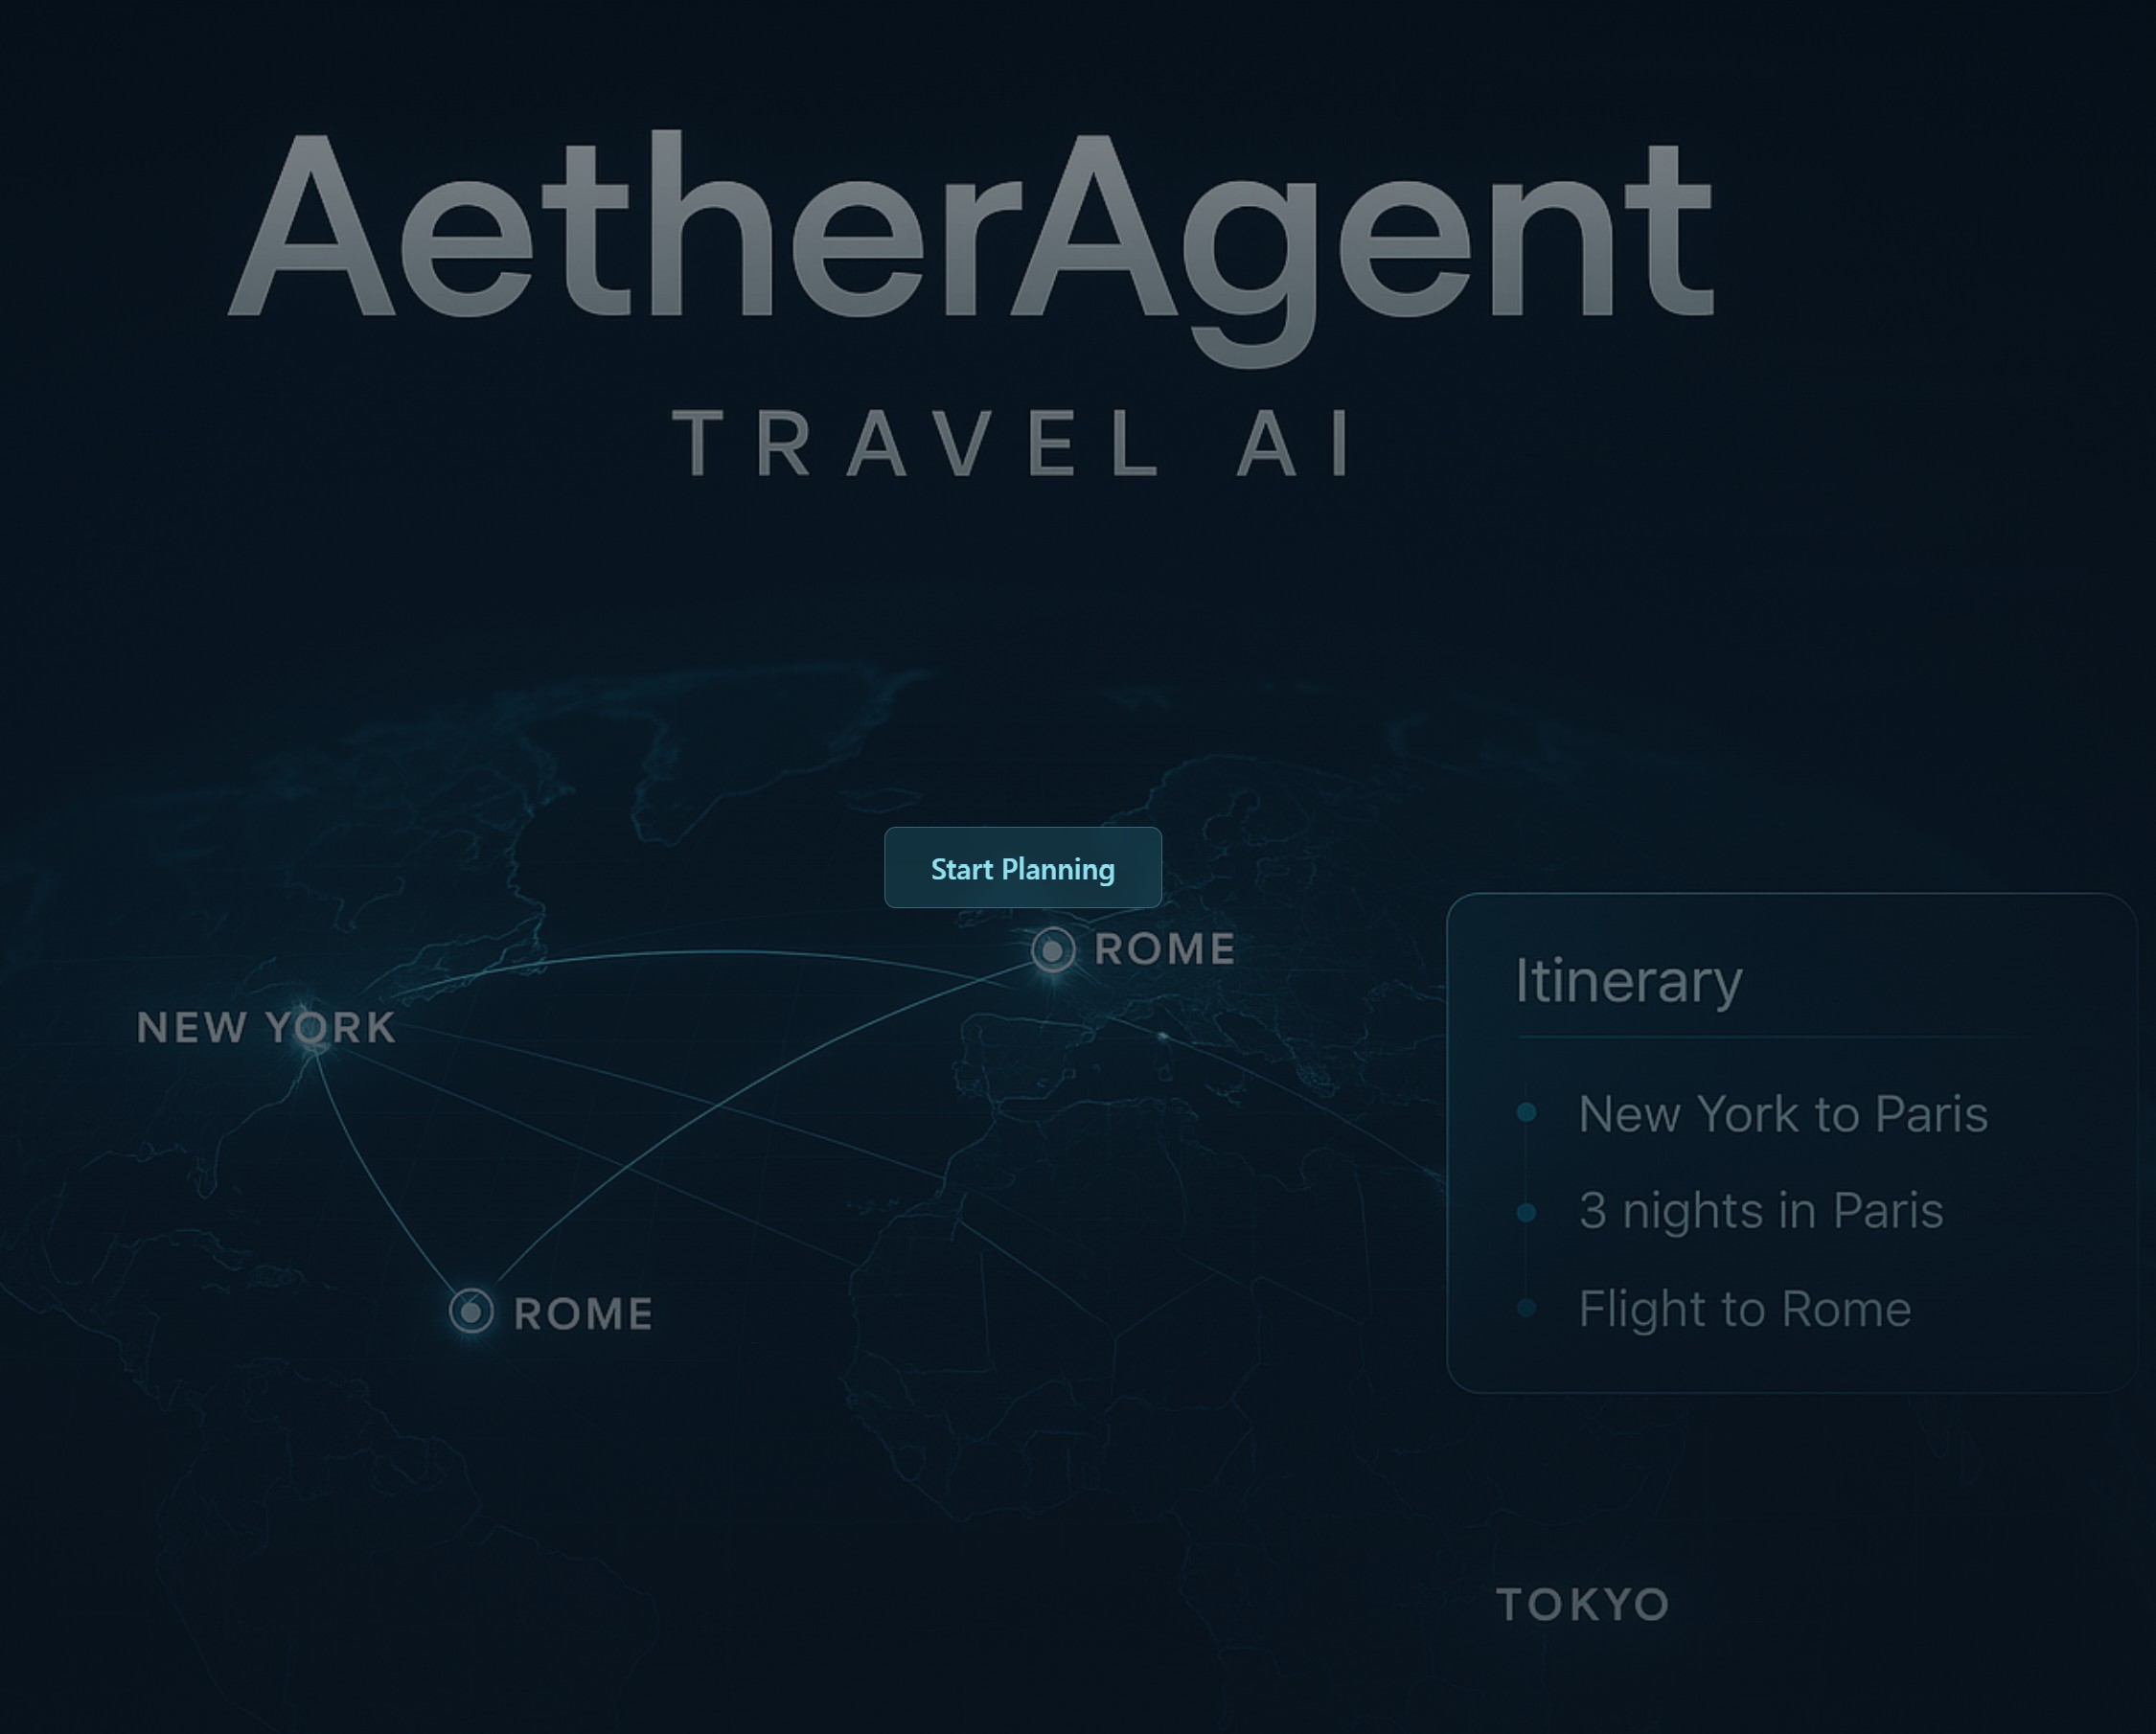 AetherAgent
TRAVEL AI
Start Planning
ROME
NEW YORK
ROME
Itinerary
New York to Paris
3 nights in Paris
Flight to Rome
TOKYO